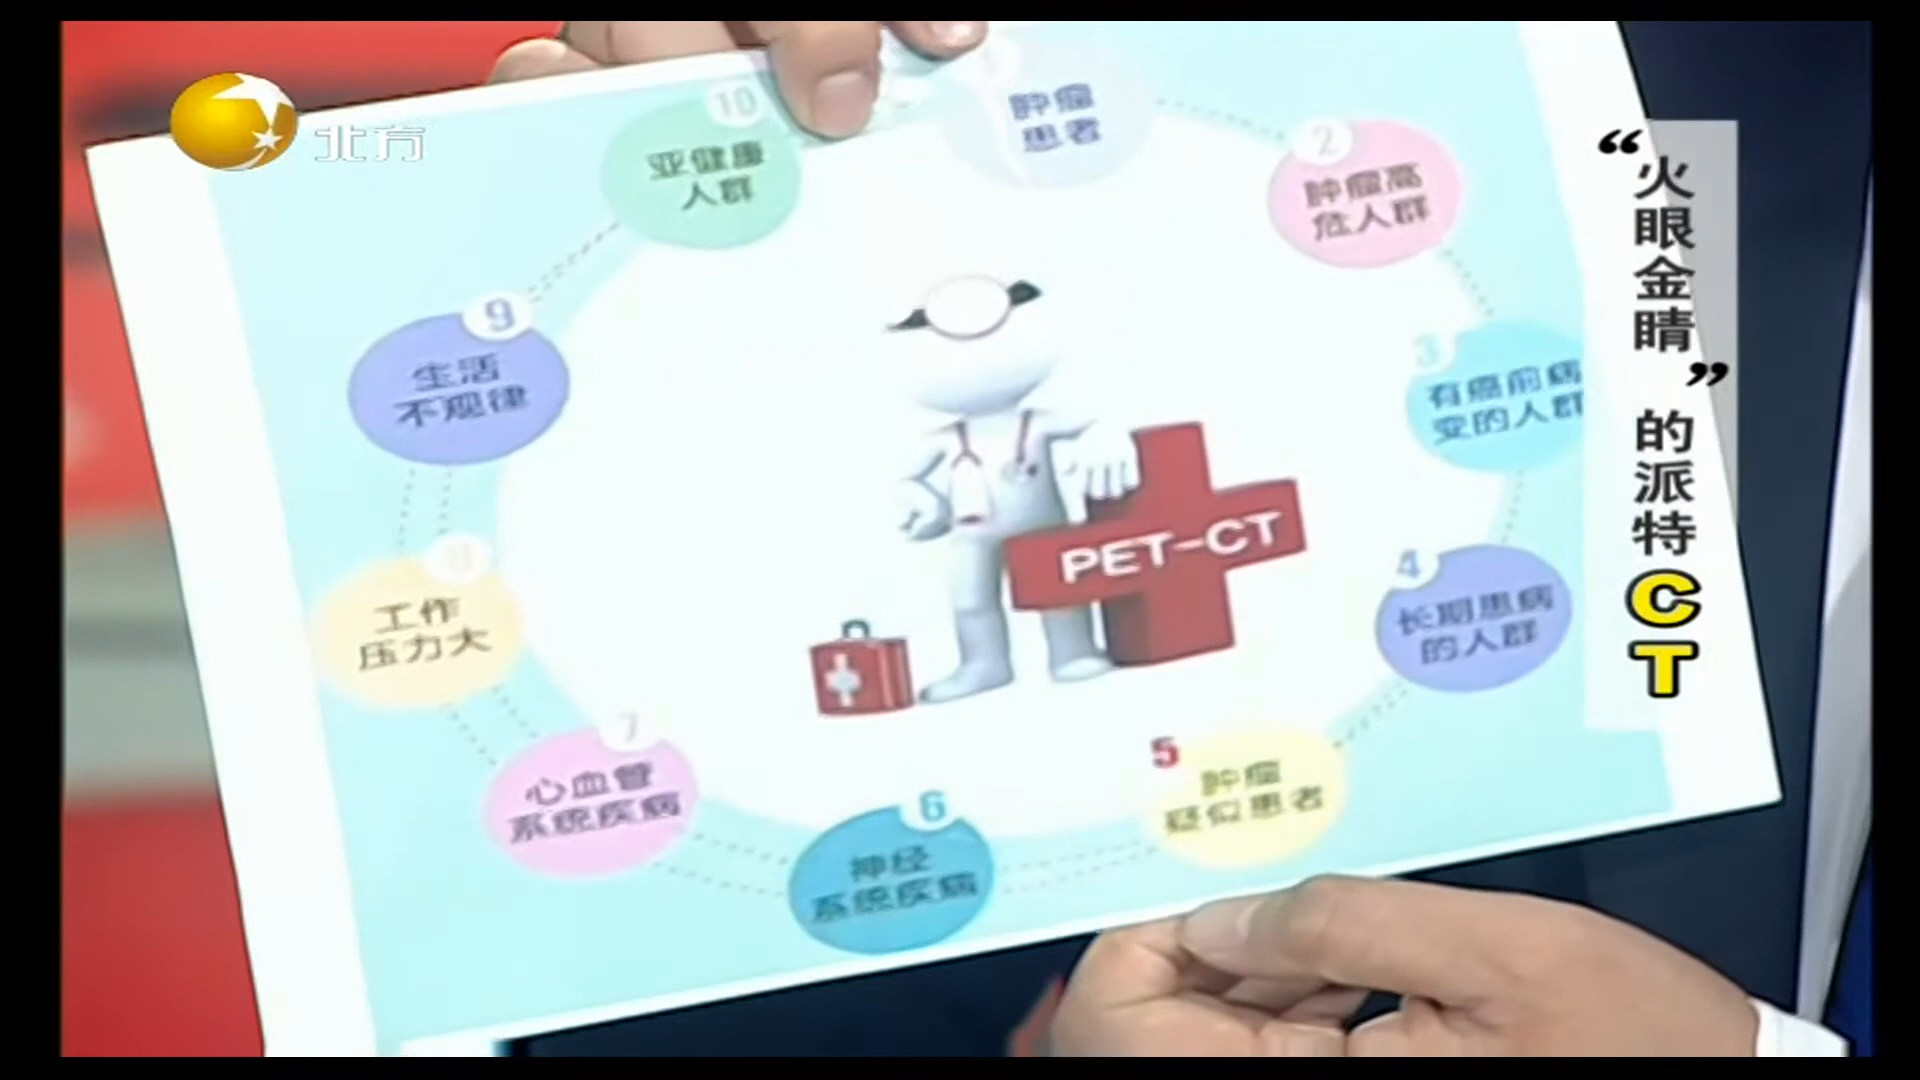 北方
肿瘤
患者
2
肿瘤高
危人群
3
有癌前病
变的人群
4
长期患病
的人群
5
肿瘤
疑似患者
6
神经
系统疾病
7
心血管
系统疾病
8
工作
压力大
9
生活
不规律
10
亚健康
人群
PET-CT
“火眼金睛”的派特CT